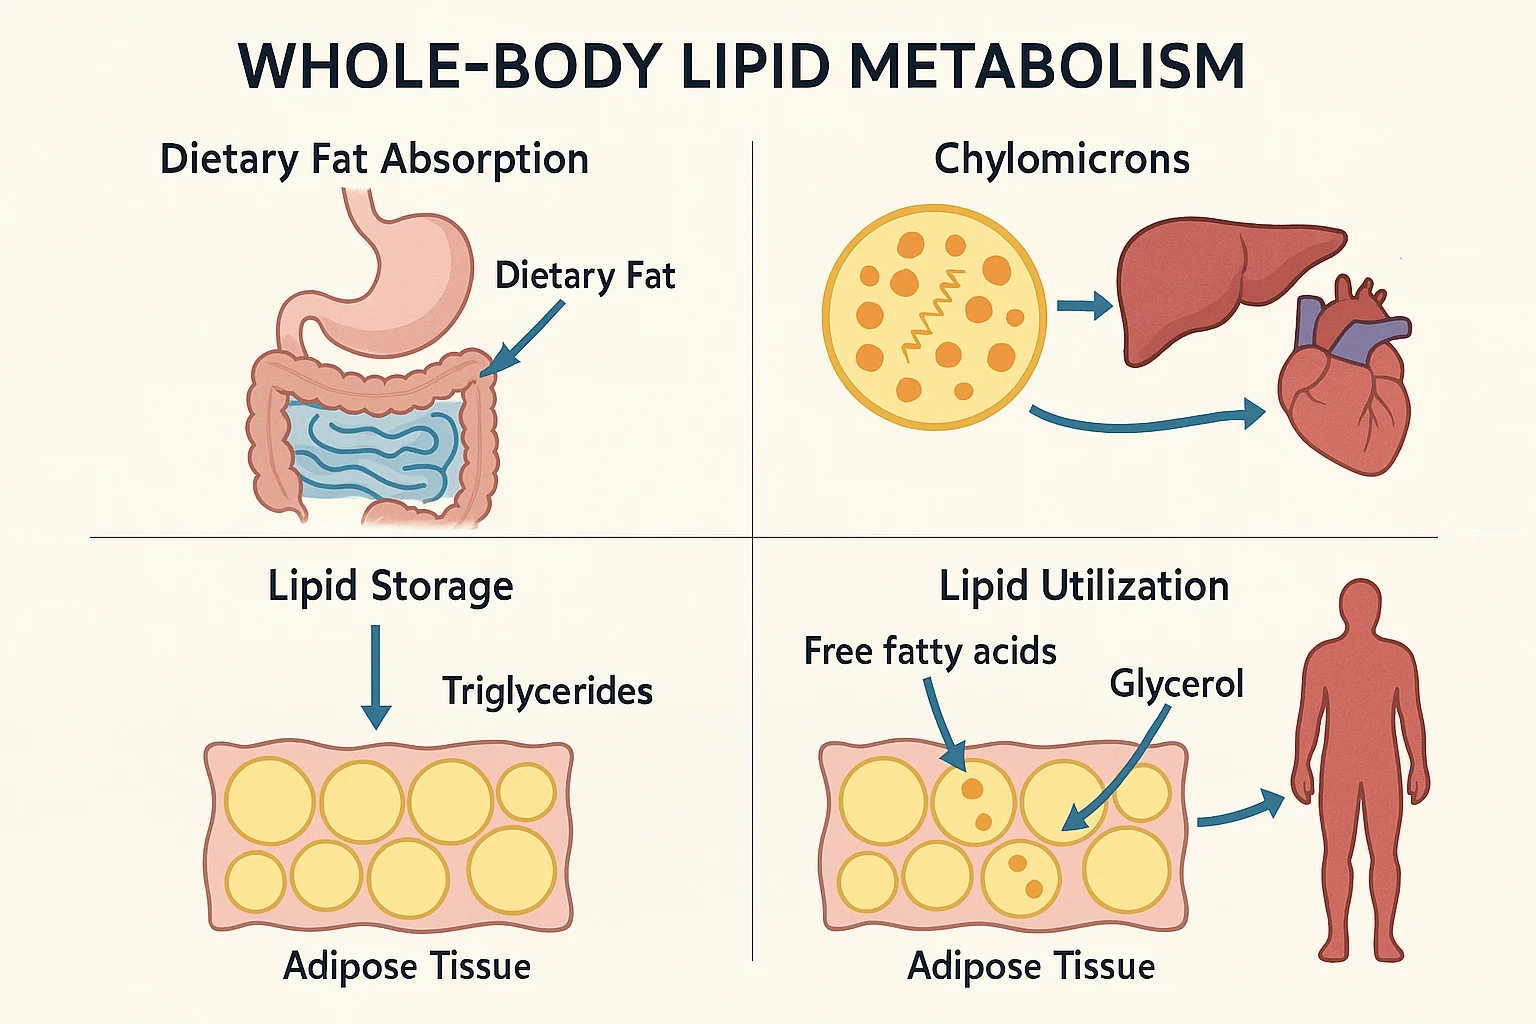 WHOLE-BODY LIPID METABOLISM
Dietary Fat Absorption
Dietary Fat
Chylomicrons
Lipid Storage
Triglycerides
Adipose Tissue
Lipid Utilization
Free fatty acids
Glycerol
Adipose Tissue